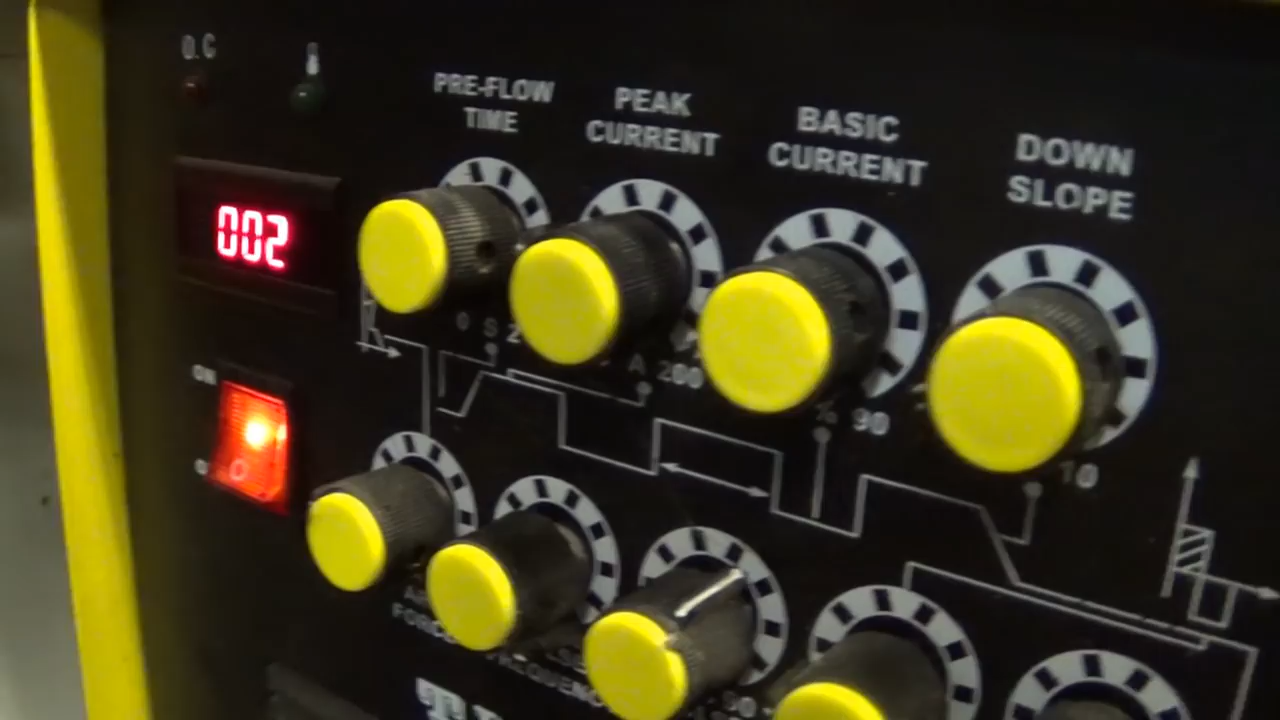 O.C
PRE-FLOW
TIME
PEAK
CURRENT
BASIC
CURRENT
DOWN
SLOPE
002
0 S 2
A 200
% 90
10
ON